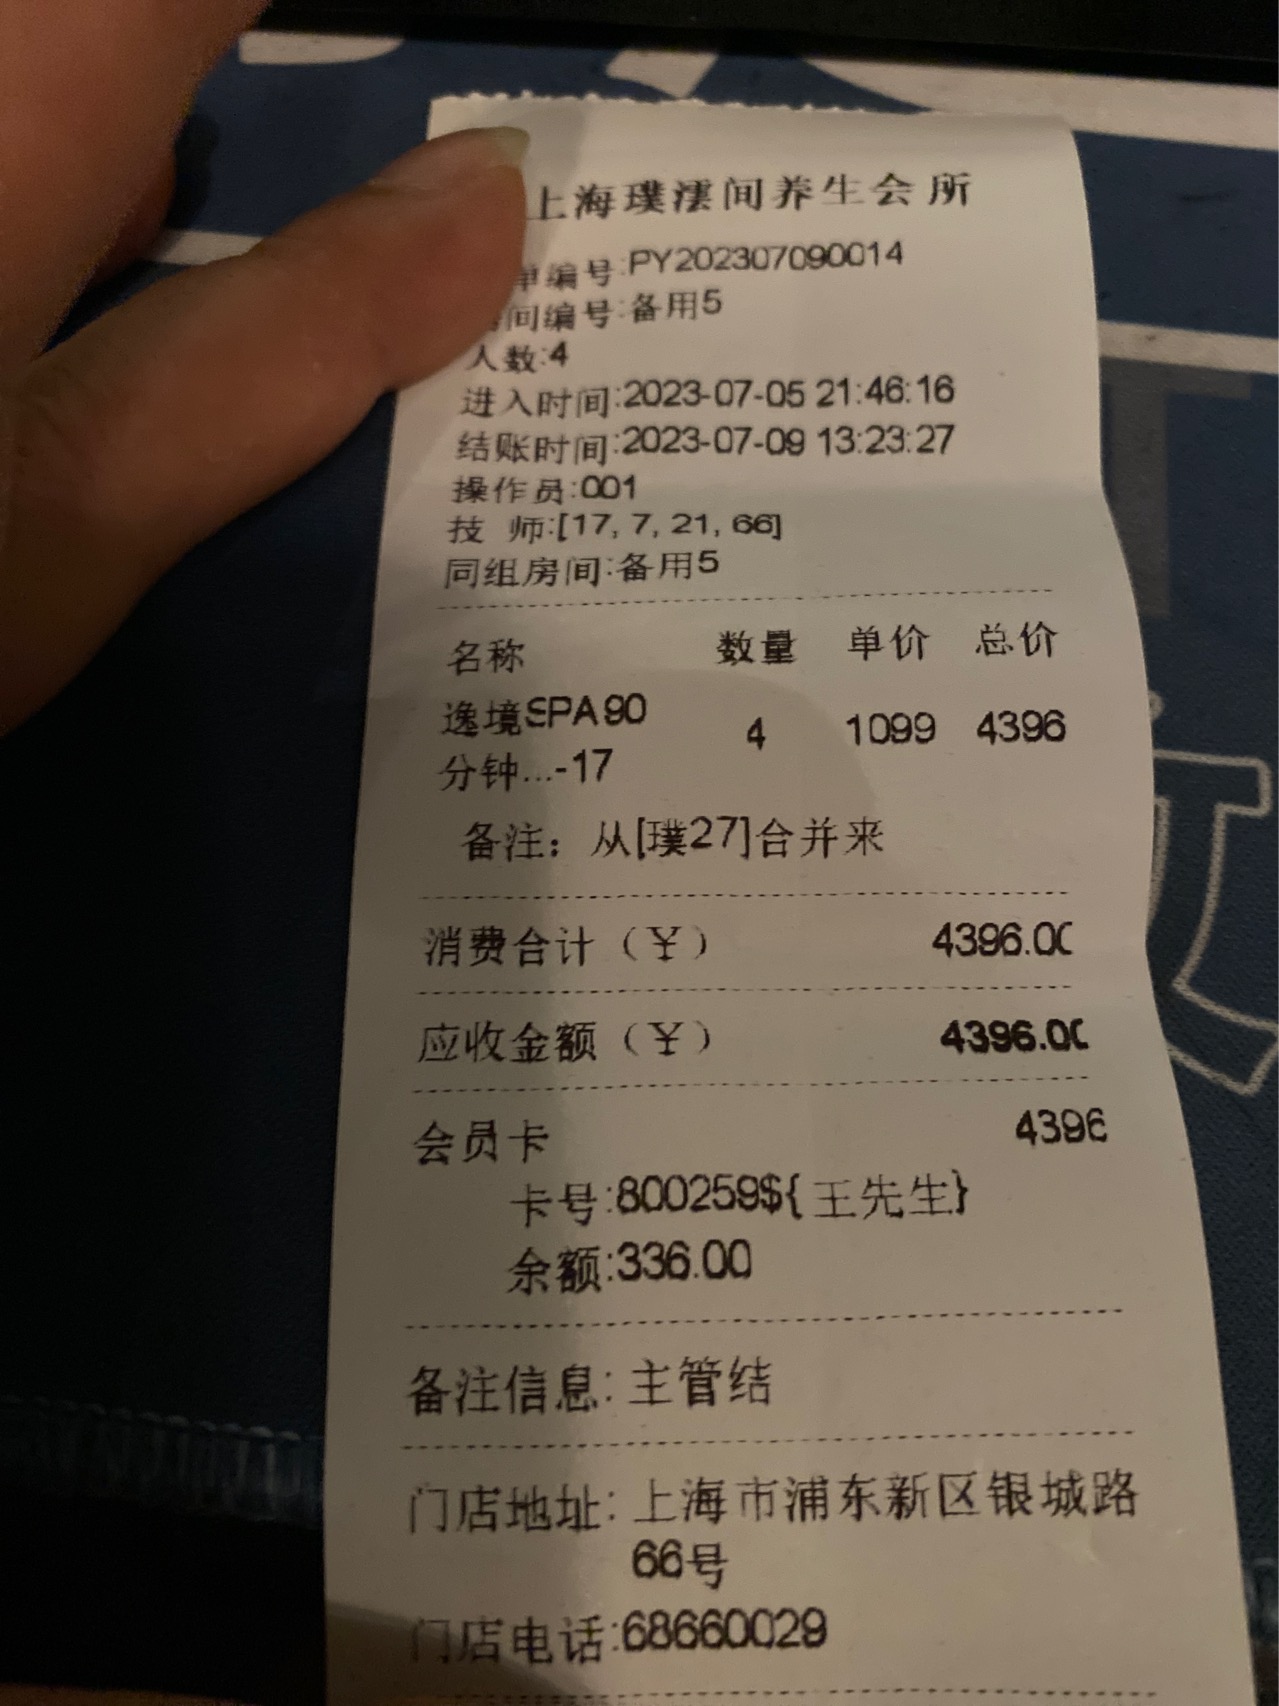 上海璞澐间养生会所
单编号:PY202307090014
间编号:备用5
人数:4
进入时间:2023-07-05 21:46:16
结账时间:2023-07-09 13:23:27
操作员:001
技 师:[17, 7, 21, 66]
同组房间:备用5
名称 数量 单价 总价
逸境SPA90 4 1099 4396
分钟...-17
备注：从[璞27]合并来
消费合计（￥） 4396.00
应收金额（￥） 4396.00
会员卡 4396
卡号:800259${王先生}
余额:336.00
备注信息: 主管结
门店地址: 上海市浦东新区银城路
66号
门店电话:68660029